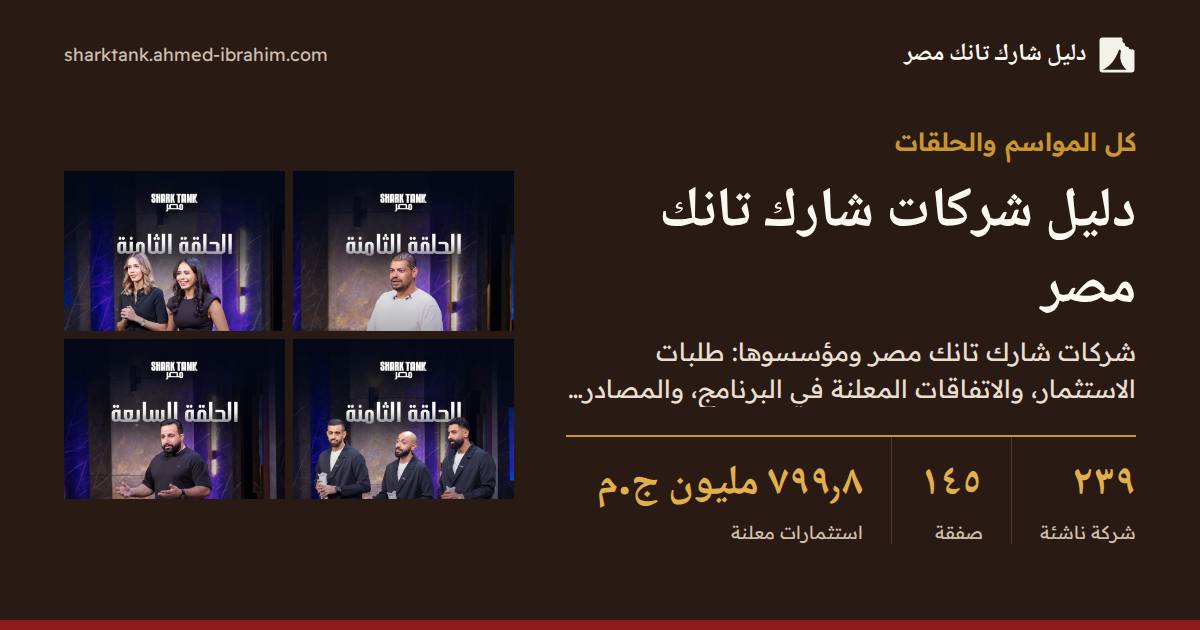 دليل شارك تانك مصر
sharktank.ahmed-ibrahim.com
كل المواسم والحلقات
دليل شركات شارك تانك
مصر
شركات شارك تانك مصر ومؤسسوها: طلبات
الاستثمار، والاتفاقات المعلنة في البرنامج، والمصادر...
٢٣٩
شركة ناشئة
١٤٥
صفقة
٧٩٩٫٨ مليون ج.م
استثمارات معلنة
SHARK TANK
مصر
الحلقة الثامنة
SHARK TANK
مصر
الحلقة الثامنة
SHARK TANK
مصر
الحلقة الثامنة
SHARK TANK
مصر
الحلقة السابعة